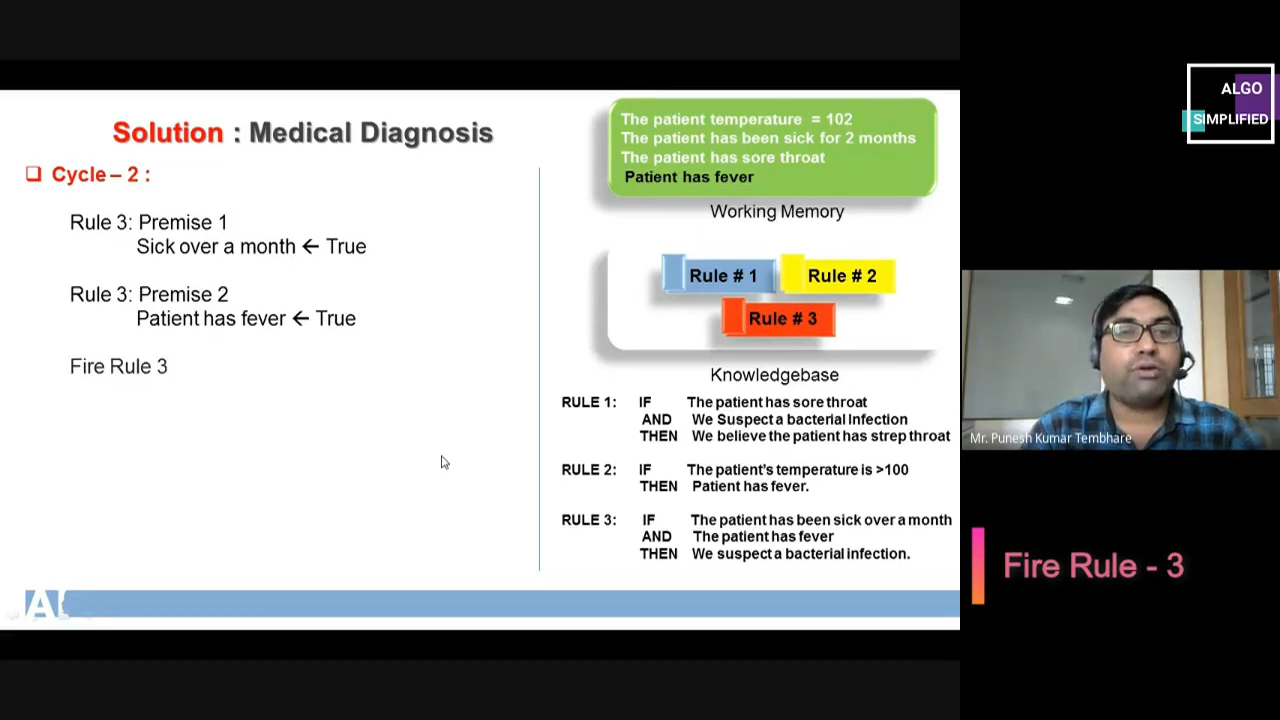 Solution : Medical Diagnosis
❑ Cycle – 2 :
Rule 3: Premise 1
Sick over a month ← True
Rule 3: Premise 2
Patient has fever ← True
Fire Rule 3
The patient temperature = 102
The patient has been sick for 2 months
The patient has sore throat
Patient has fever
Working Memory
Rule # 1
Rule # 2
Rule # 3
Knowledgebase
RULE 1: IF The patient has sore throat
AND We Suspect a bacterial Infection
THEN We believe the patient has strep throat
RULE 2: IF The patient's temperature is >100
THEN Patient has fever.
RULE 3: IF The patient has been sick over a month
AND The patient has fever
THEN We suspect a bacterial infection.
ALGO
SIMPLIFIED
Mr. Punesh Kumar Tembhare
Fire Rule - 3